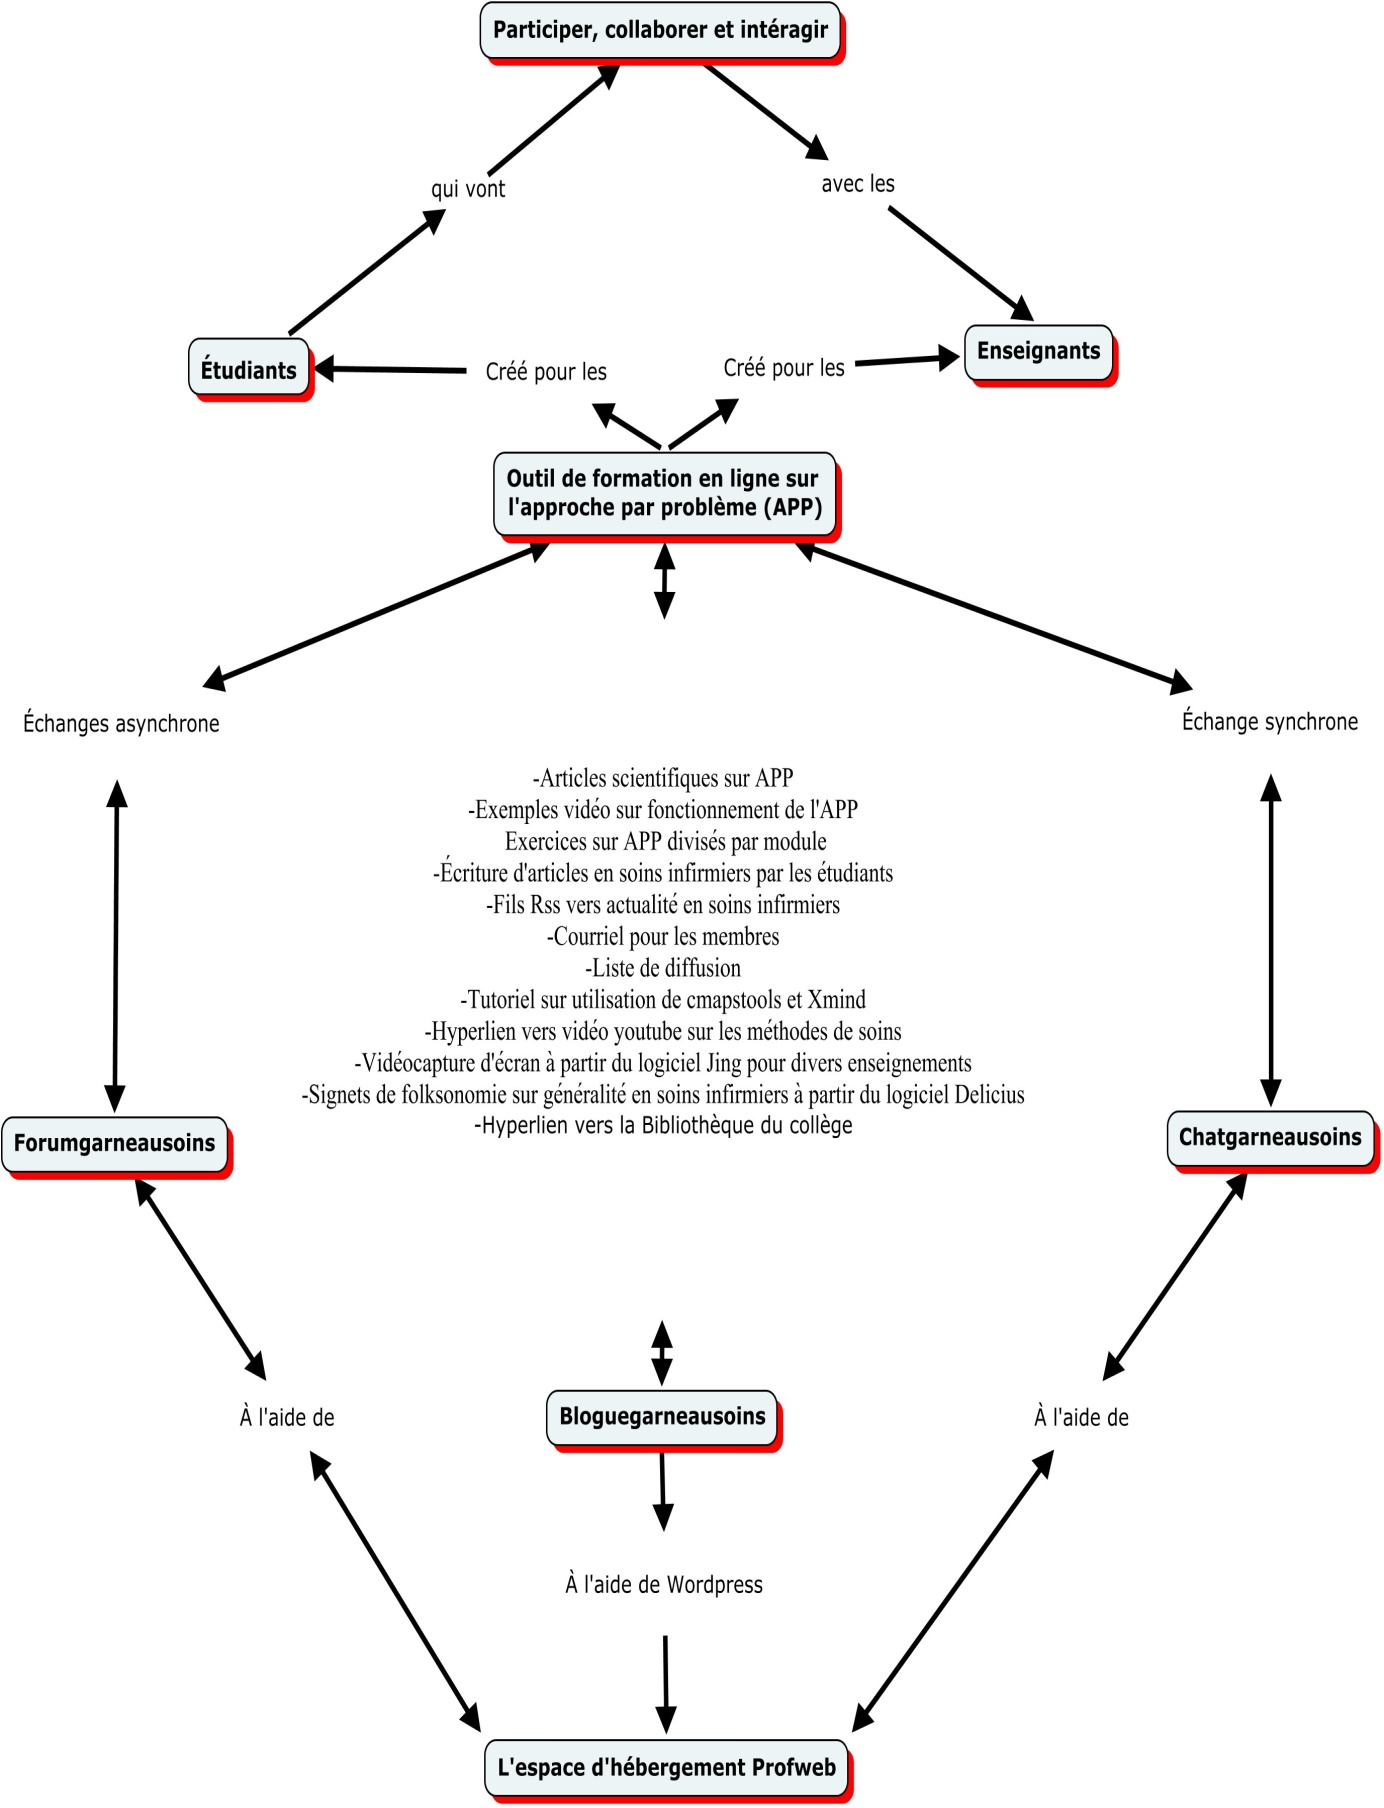 Participer, collaborer et intéragir
qui vont
avec les
Étudiants
Créé pour les
Créé pour les
Enseignants
Outil de formation en ligne sur
l'approche par problème (APP)
Échanges asynchrone
Échange synchrone
-Articles scientifiques sur APP
-Exemples vidéo sur fonctionnement de l'APP
Exercices sur APP divisés par module
-Écriture d'articles en soins infirmiers par les étudiants
-Fils Rss vers actualité en soins infirmiers
-Courriel pour les membres
-Liste de diffusion
-Tutoriel sur utilisation de cmapstools et Xmind
-Hyperlien vers vidéo youtube sur les méthodes de soins
-Vidéocapture d'écran à partir du logiciel Jing pour divers enseignements
-Signets de folksonomie sur généralité en soins infirmiers à partir du logiciel Delicius
-Hyperlien vers la Bibliothèque du collège
Forumgarneausoins
Chatgarneausoins
À l'aide de
Bloguegarneausoins
À l'aide de
À l'aide de Wordpress
L'espace d'hébergement Profweb